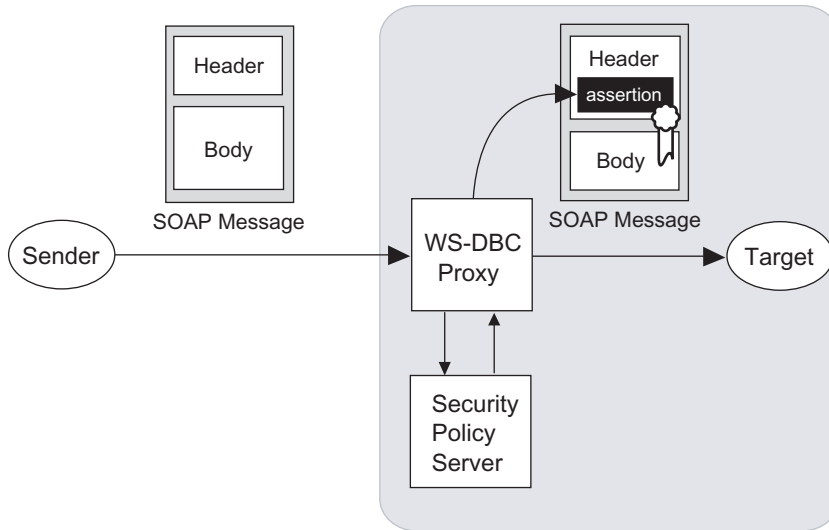 Header
Body
SOAP Message
Header
assertion
Body
SOAP Message
Sender
WS-DBC
Proxy
Target
Security
Policy
Server